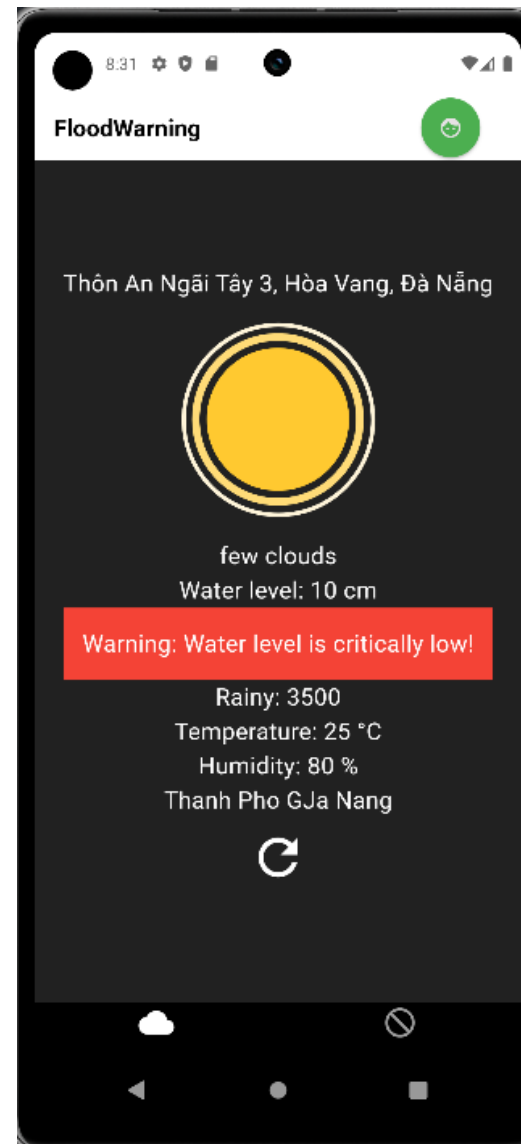 8:31
FloodWarning
Thôn An Ngãi Tây 3, Hòa Vang, Đà Nẵng
few clouds
Water level: 10 cm
Warning: Water level is critically low!
Rainy: 3500
Temperature: 25 °C
Humidity: 80 %
Thanh Pho GJa Nang